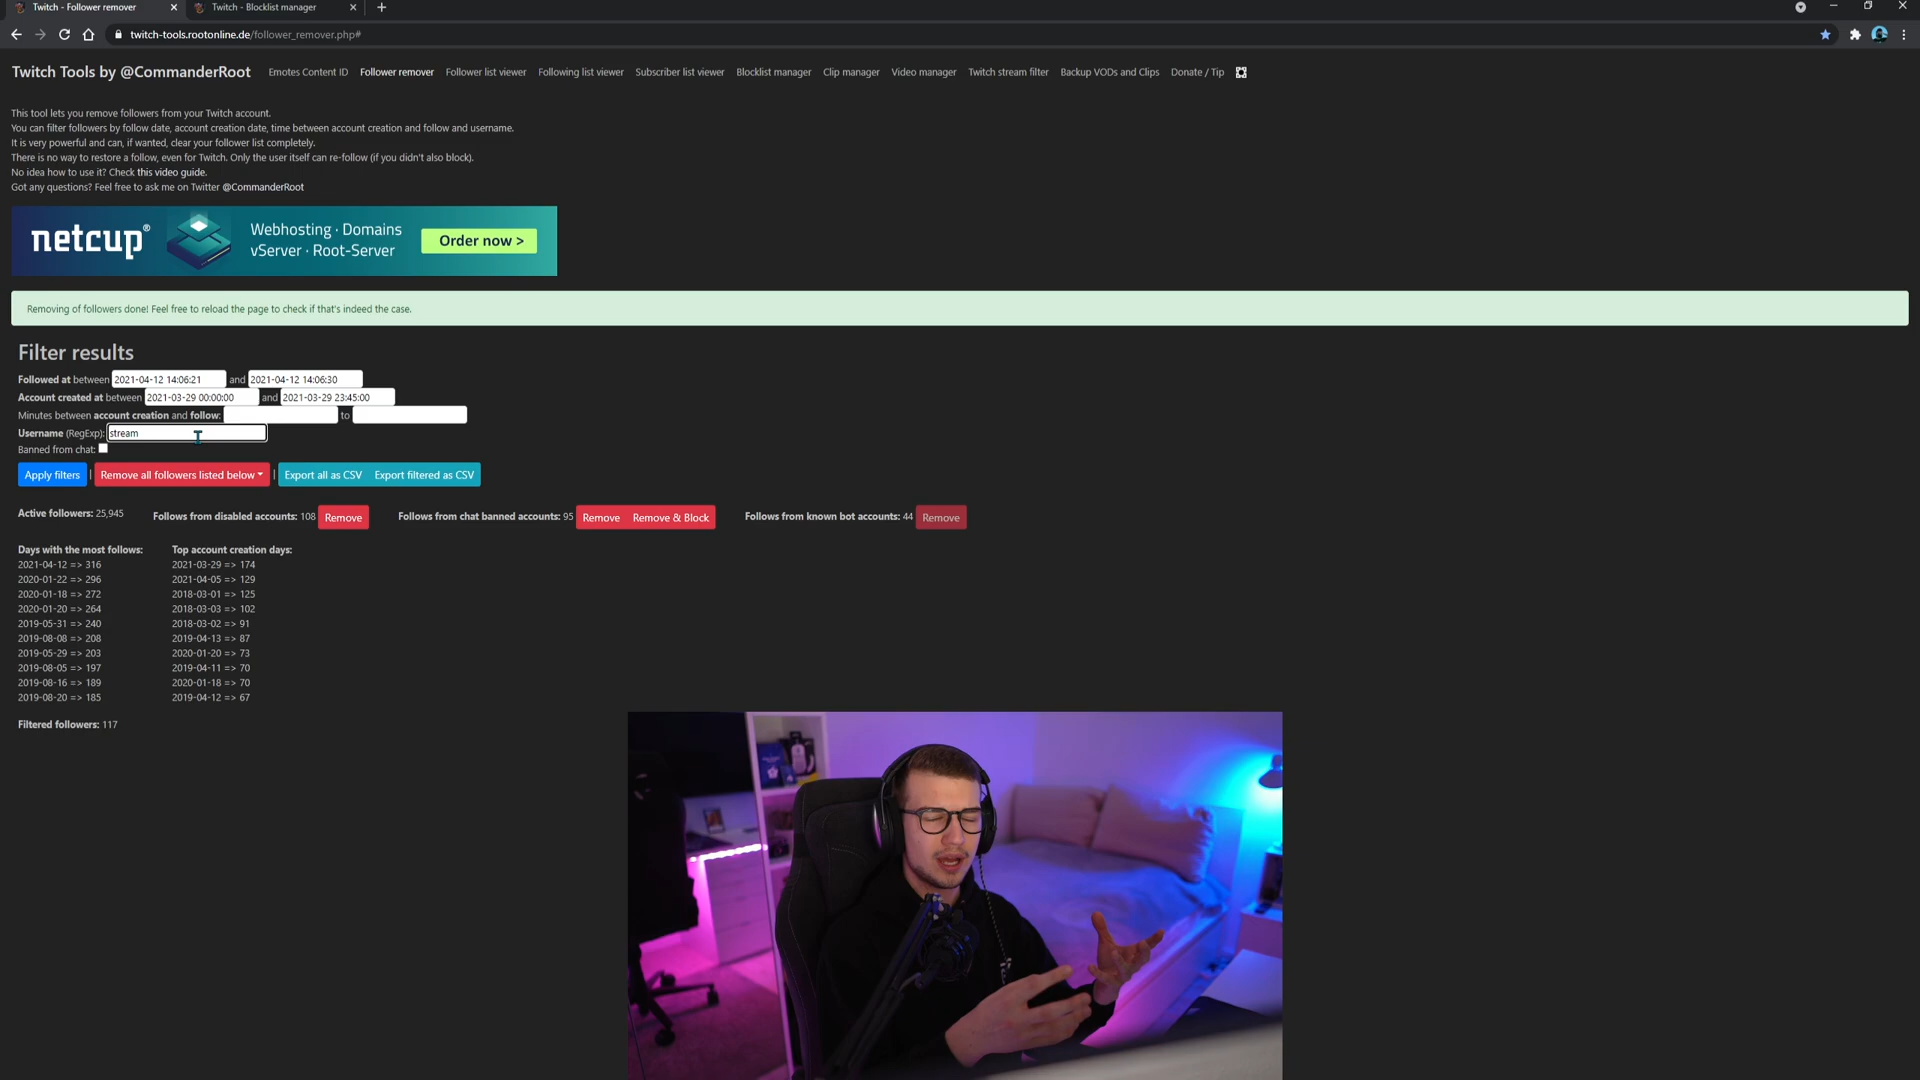 Twitch - Follower remover
Twitch - Blocklist manager
twitch-tools.rootonline.de/follower_remover.php#
Twitch Tools by @CommanderRoot Emotes Content ID Follower remover Follower list viewer Following list viewer Subscriber list viewer Blocklist manager Clip manager Video manager Twitch stream filter Backup VODs and Clips Donate / Tip
This tool lets you remove followers from your Twitch account.
You can filter followers by follow date, account creation date, time between account creation and follow and username.
It is very powerful and can, if wanted, clear your follower list completely.
There is no way to restore a follow, even for Twitch. Only the user itself can re-follow (if you didn't also block).
No idea how to use it? Check this video guide.
Got any questions? Feel free to ask me on Twitter @CommanderRoot
netcup®
Webhosting · Domains
vServer · Root-Server
Order now >
Removing of followers done! Feel free to reload the page to check if that's indeed the case.
Filter results
Followed at between 2021-04-12 14:06:21 and 2021-04-12 14:06:30
Account created at between 2021-03-29 00:00:00 and 2021-03-29 23:45:00
Minutes between account creation and follow: to
Username (RegExp): stream
Banned from chat:
Apply filters | Remove all followers listed below | Export all as CSV Export filtered as CSV
Active followers: 25,945 Follows from disabled accounts: 108 Remove Follows from chat banned accounts: 95 Remove Remove & Block Follows from known bot accounts: 44 Remove
Days with the most follows:
2021-04-12 => 316
2020-01-22 => 296
2020-01-18 => 272
2020-01-20 => 264
2019-05-31 => 240
2019-08-08 => 208
2019-05-29 => 203
2019-08-05 => 197
2019-08-16 => 189
2019-08-20 => 185
Top account creation days:
2021-03-29 => 174
2021-04-05 => 129
2018-03-01 => 125
2018-03-03 => 102
2018-03-02 => 91
2019-04-13 => 87
2020-01-20 => 73
2019-04-11 => 70
2020-01-18 => 70
2019-04-12 => 67
Filtered followers: 117